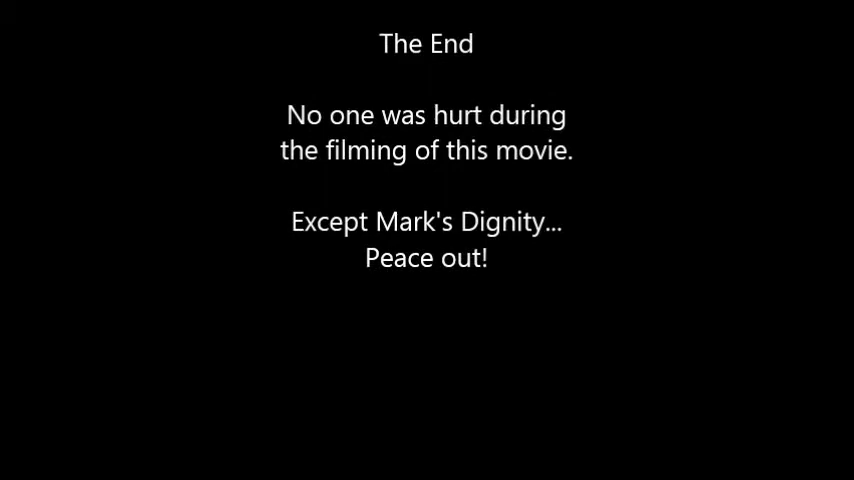 The End
No one was hurt during
the filming of this movie.
Except Mark's Dignity...
Peace out!